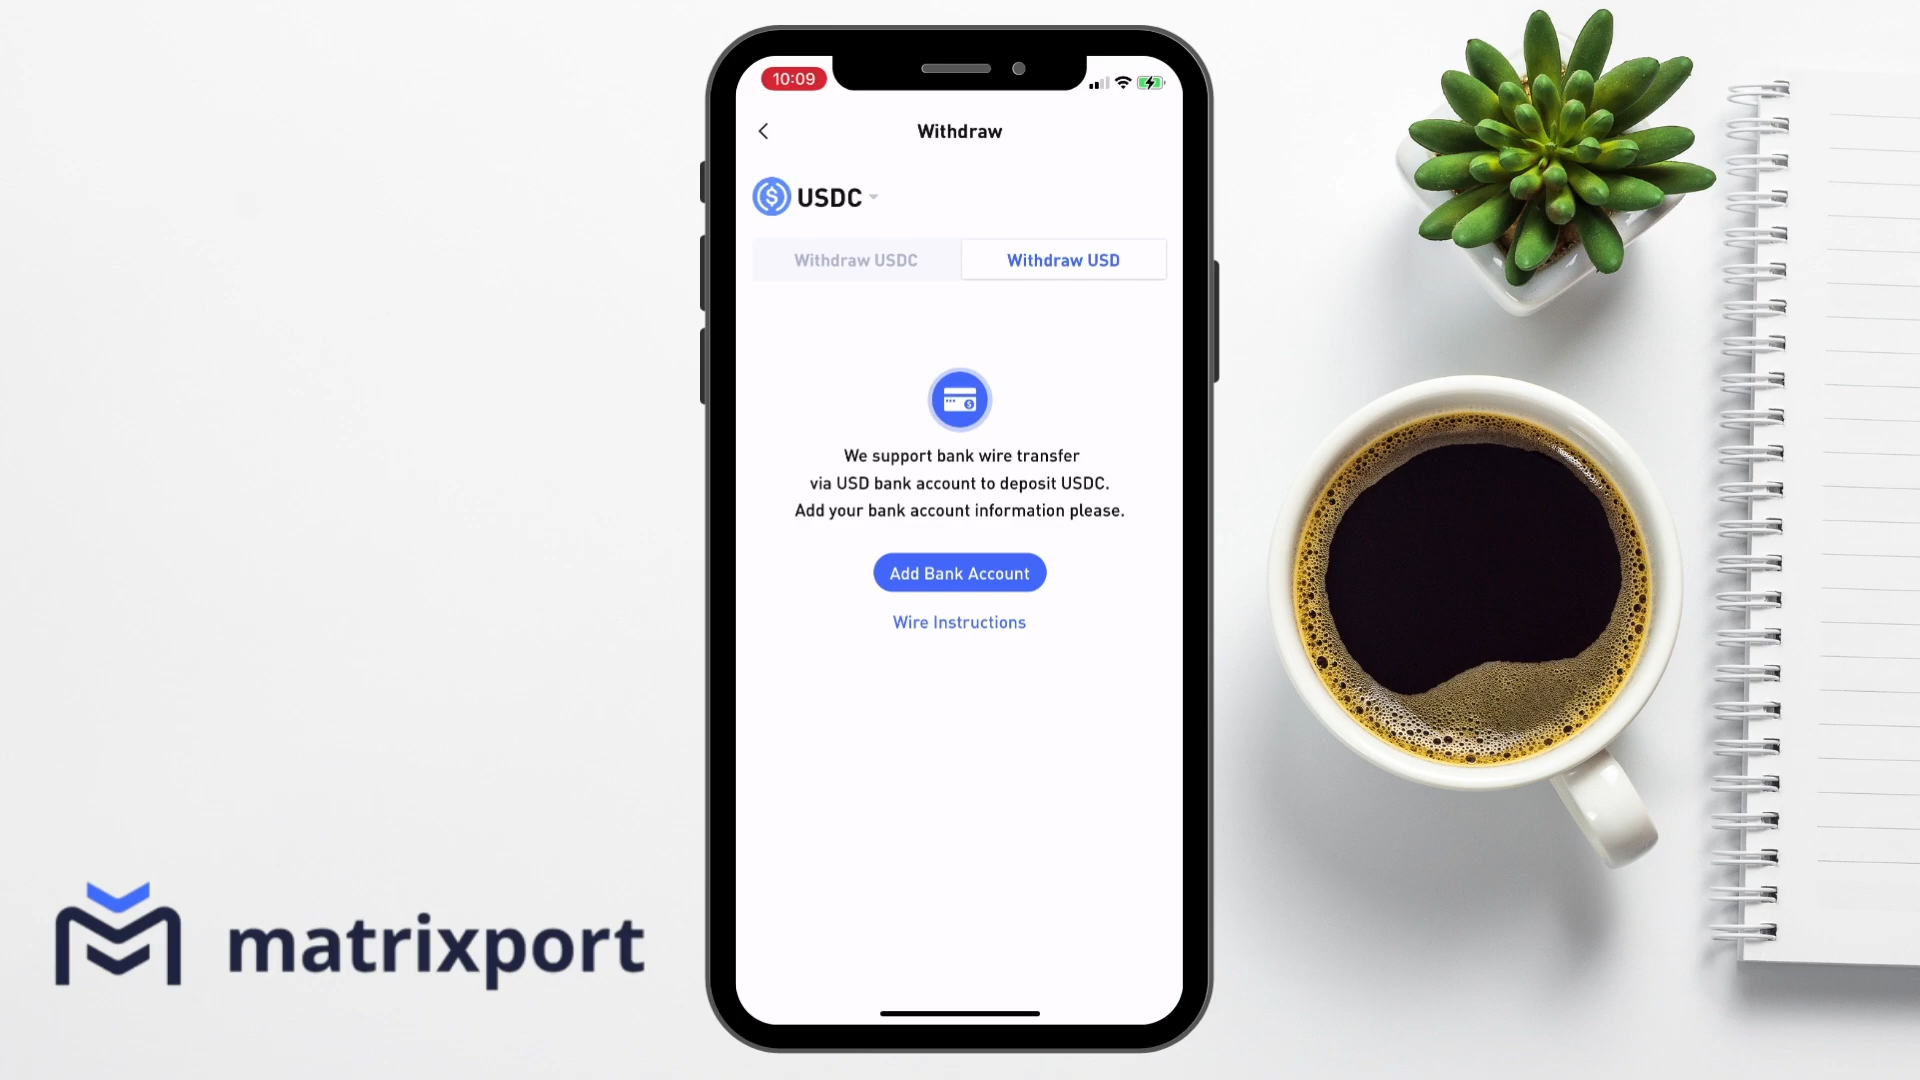 10:09
Withdraw
USDC
Withdraw USDC
Withdraw USD
We support bank wire transfer
via USD bank account to deposit USDC.
Add your bank account information please.
Add Bank Account
Wire Instructions
matrixport